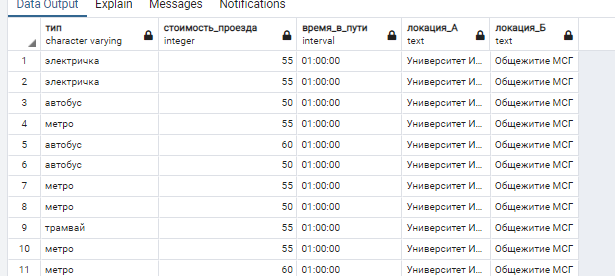 Data Output Explain Messages Notifications
тип стоимость_проезда время_в_пути локация_А локация_Б
character varying integer interval text text
1 электричка 55 01:00:00 Университет И... Общежитие МСГ
2 электричка 55 01:00:00 Университет И... Общежитие МСГ
3 автобус 50 01:00:00 Университет И... Общежитие МСГ
4 метро 55 01:00:00 Университет И... Общежитие МСГ
5 автобус 60 01:00:00 Университет И... Общежитие МСГ
6 автобус 50 01:00:00 Университет И... Общежитие МСГ
7 метро 55 01:00:00 Университет И... Общежитие МСГ
8 метро 50 01:00:00 Университет И... Общежитие МСГ
9 трамвай 55 01:00:00 Университет И... Общежитие МСГ
10 метро 55 01:00:00 Университет И... Общежитие МСГ
11 метро 60 01:00:00 Университет И... Общежитие МСГ